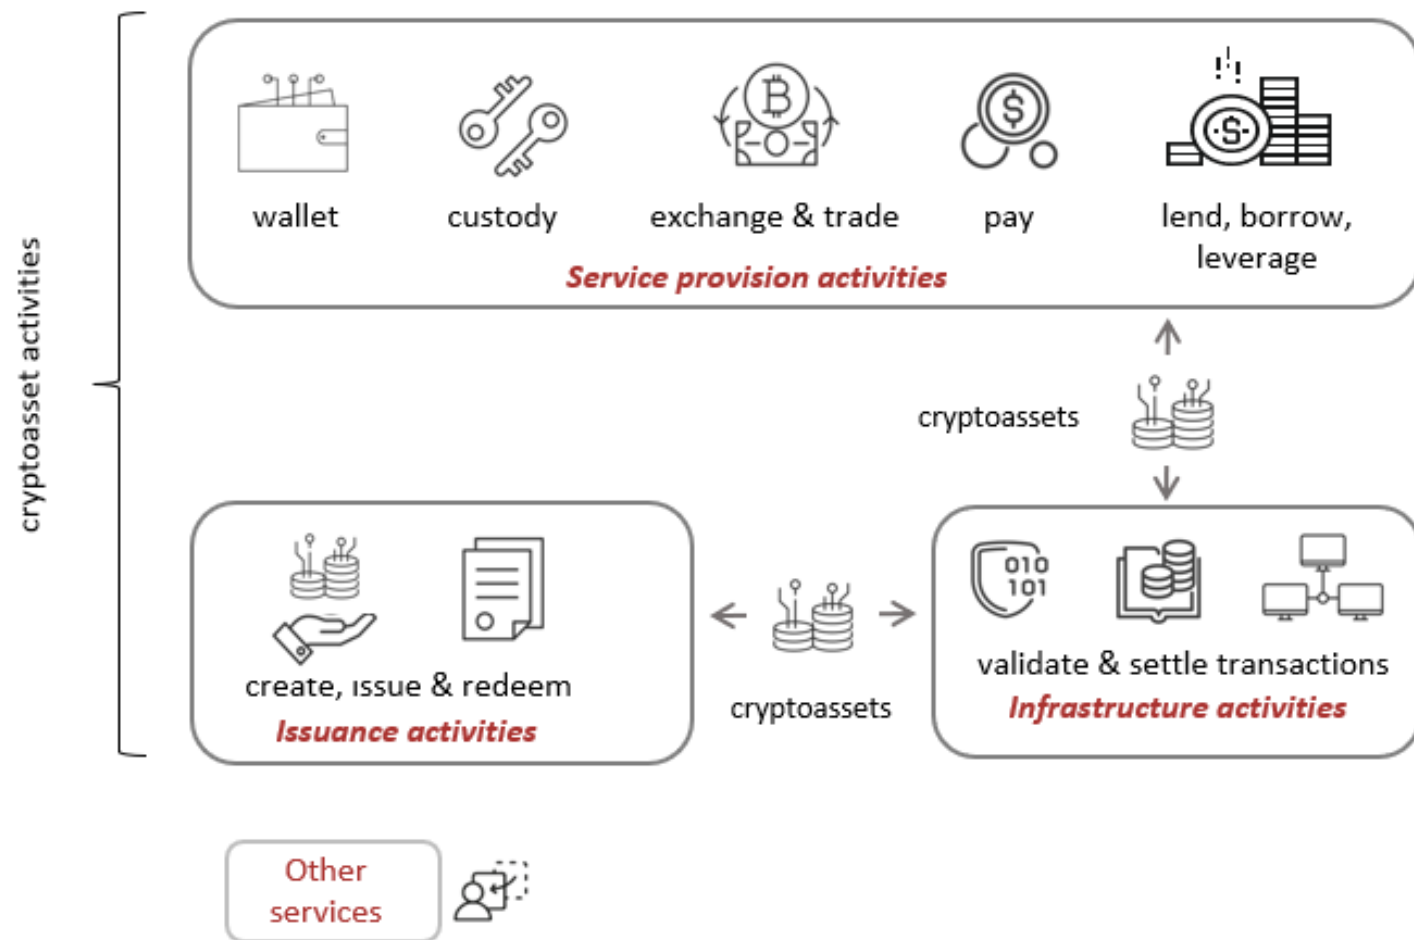 cryptoasset activities
wallet
custody
exchange & trade
pay
lend, borrow,
leverage
Service provision activities
cryptoassets
010
101
create, issue & redeem
Issuance activities
cryptoassets
validate & settle transactions
Infrastructure activities
Other
services